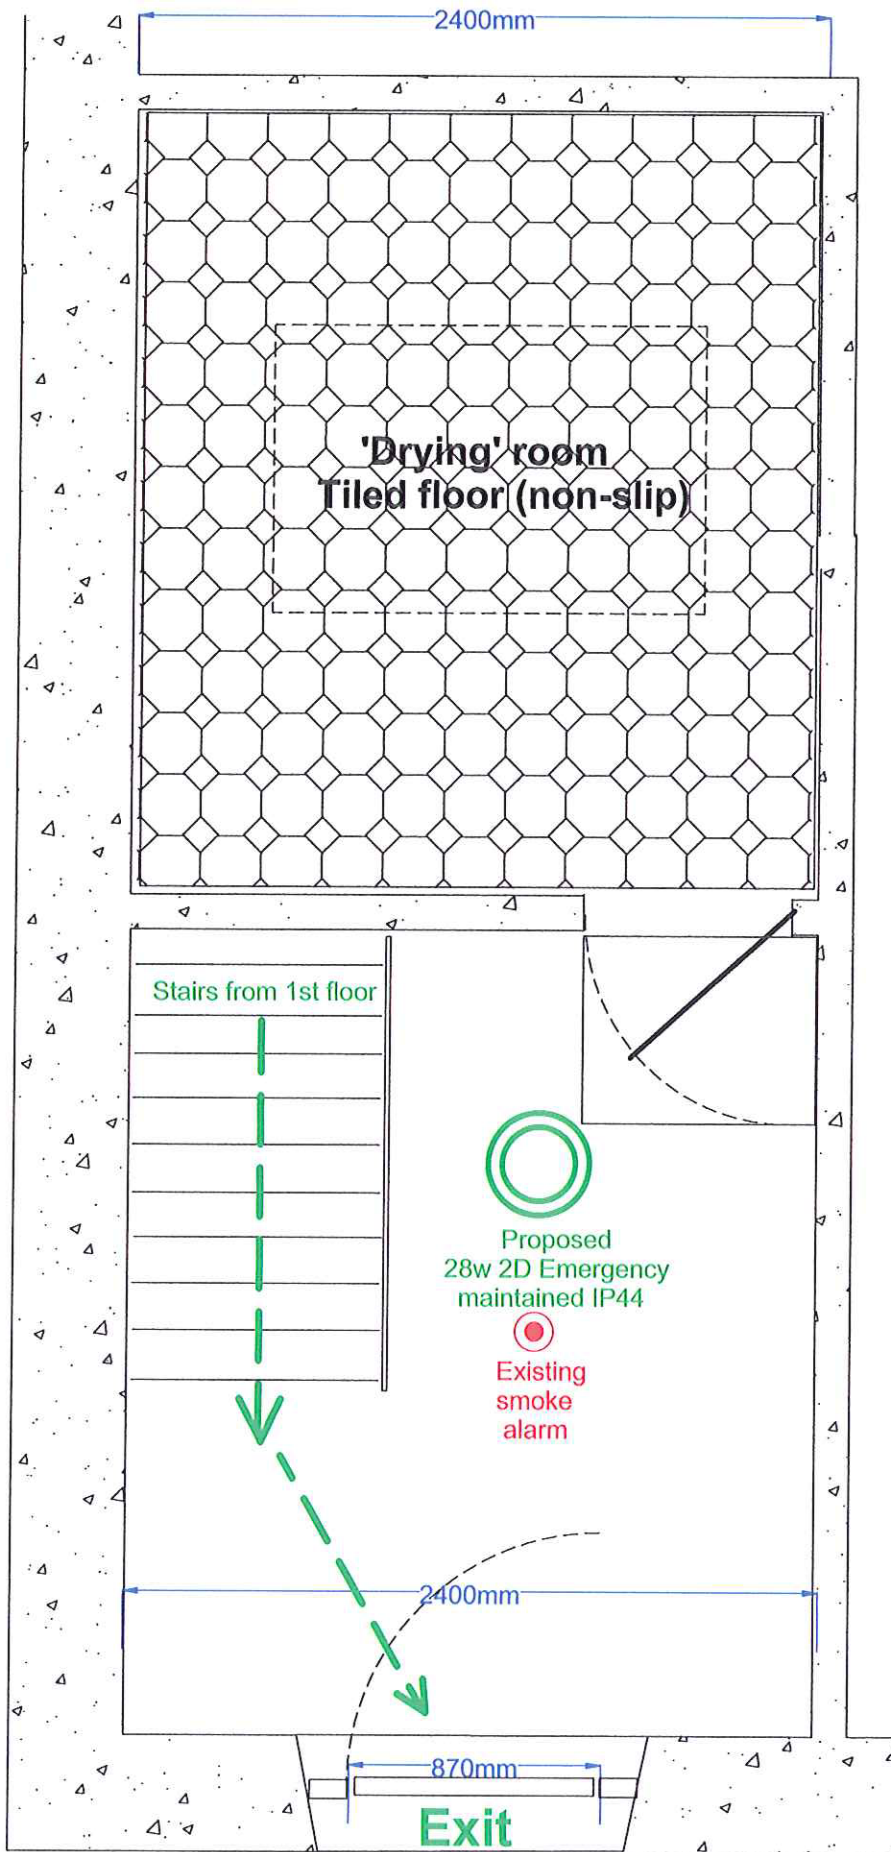 2400mm
'Drying' room
Tiled floor (non-slip)
Stairs from 1st floor
Proposed
28w 2D Emergency
maintained IP44
Existing
smoke
alarm
2400mm
870mm
Exit